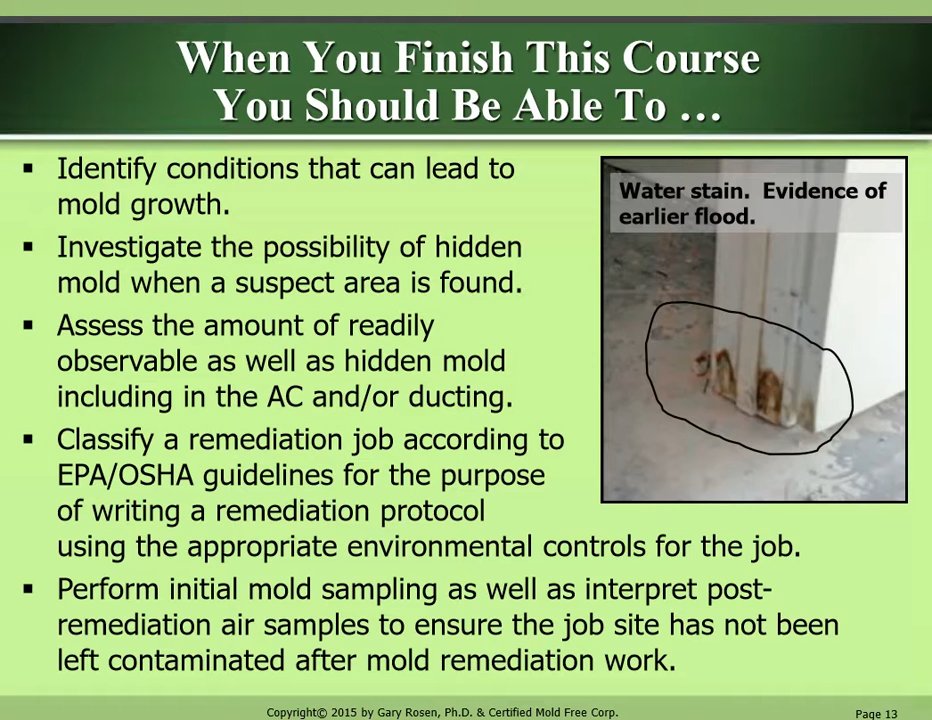 When You Finish This Course
You Should Be Able To …
▪ Identify conditions that can lead to
mold growth.
▪ Investigate the possibility of hidden
mold when a suspect area is found.
▪ Assess the amount of readily
observable as well as hidden mold
including in the AC and/or ducting.
▪ Classify a remediation job according to
EPA/OSHA guidelines for the purpose
of writing a remediation protocol
using the appropriate environmental controls for the job.
▪ Perform initial mold sampling as well as interpret post-
remediation air samples to ensure the job site has not been
left contaminated after mold remediation work.
Water stain.  Evidence of
earlier flood.
Copyright© 2015 by Gary Rosen, Ph.D. & Certified Mold Free Corp.
Page 13